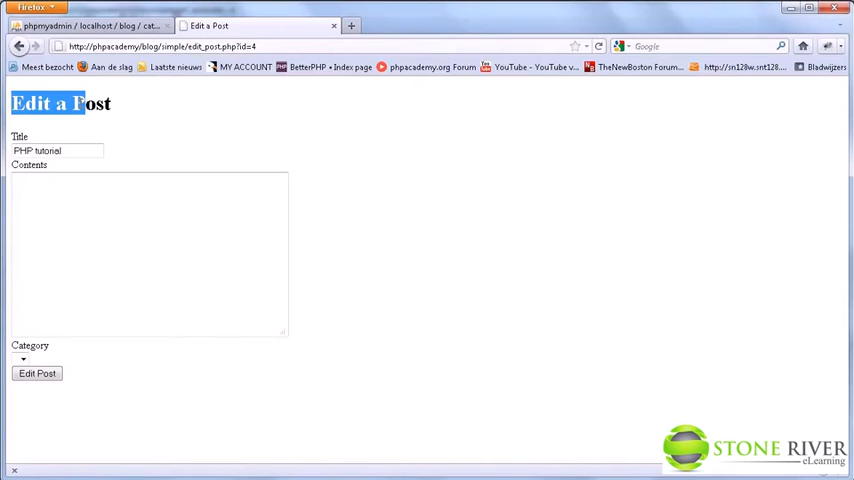 Firefox
phpmyadmin / localhost / blog / cat...
Edit a Post
http://phpacademy/blog/simple/edit_post.php?id=4
Google
Meest bezocht
Aan de slag
Laatste nieuws
MY ACCOUNT
BetterPHP • Index page
phpacademy.org Forum
YouTube - YouTube v...
TheNewBoston Forum...
http://sn128w.snt128...
Bladwijzers
Edit a Post
Title
PHP tutorial
Contents
Category
Edit Post
STONE RIVER
eLearning